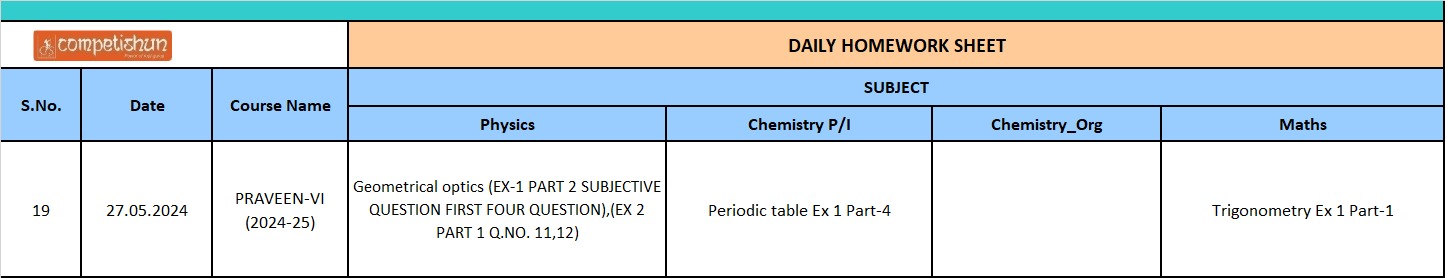 competishun
DAILY HOMEWORK SHEET
S.No.
Date
Course Name
SUBJECT
Physics
Chemistry P/I
Chemistry_Org
Maths
19
27.05.2024
PRAVEEN-VI
(2024-25)
Geometrical optics (EX-1 PART 2 SUBJECTIVE
QUESTION FIRST FOUR QUESTION),(EX 2
PART 1 Q.NO. 11,12)
Periodic table Ex 1 Part-4
Trigonometry Ex 1 Part-1